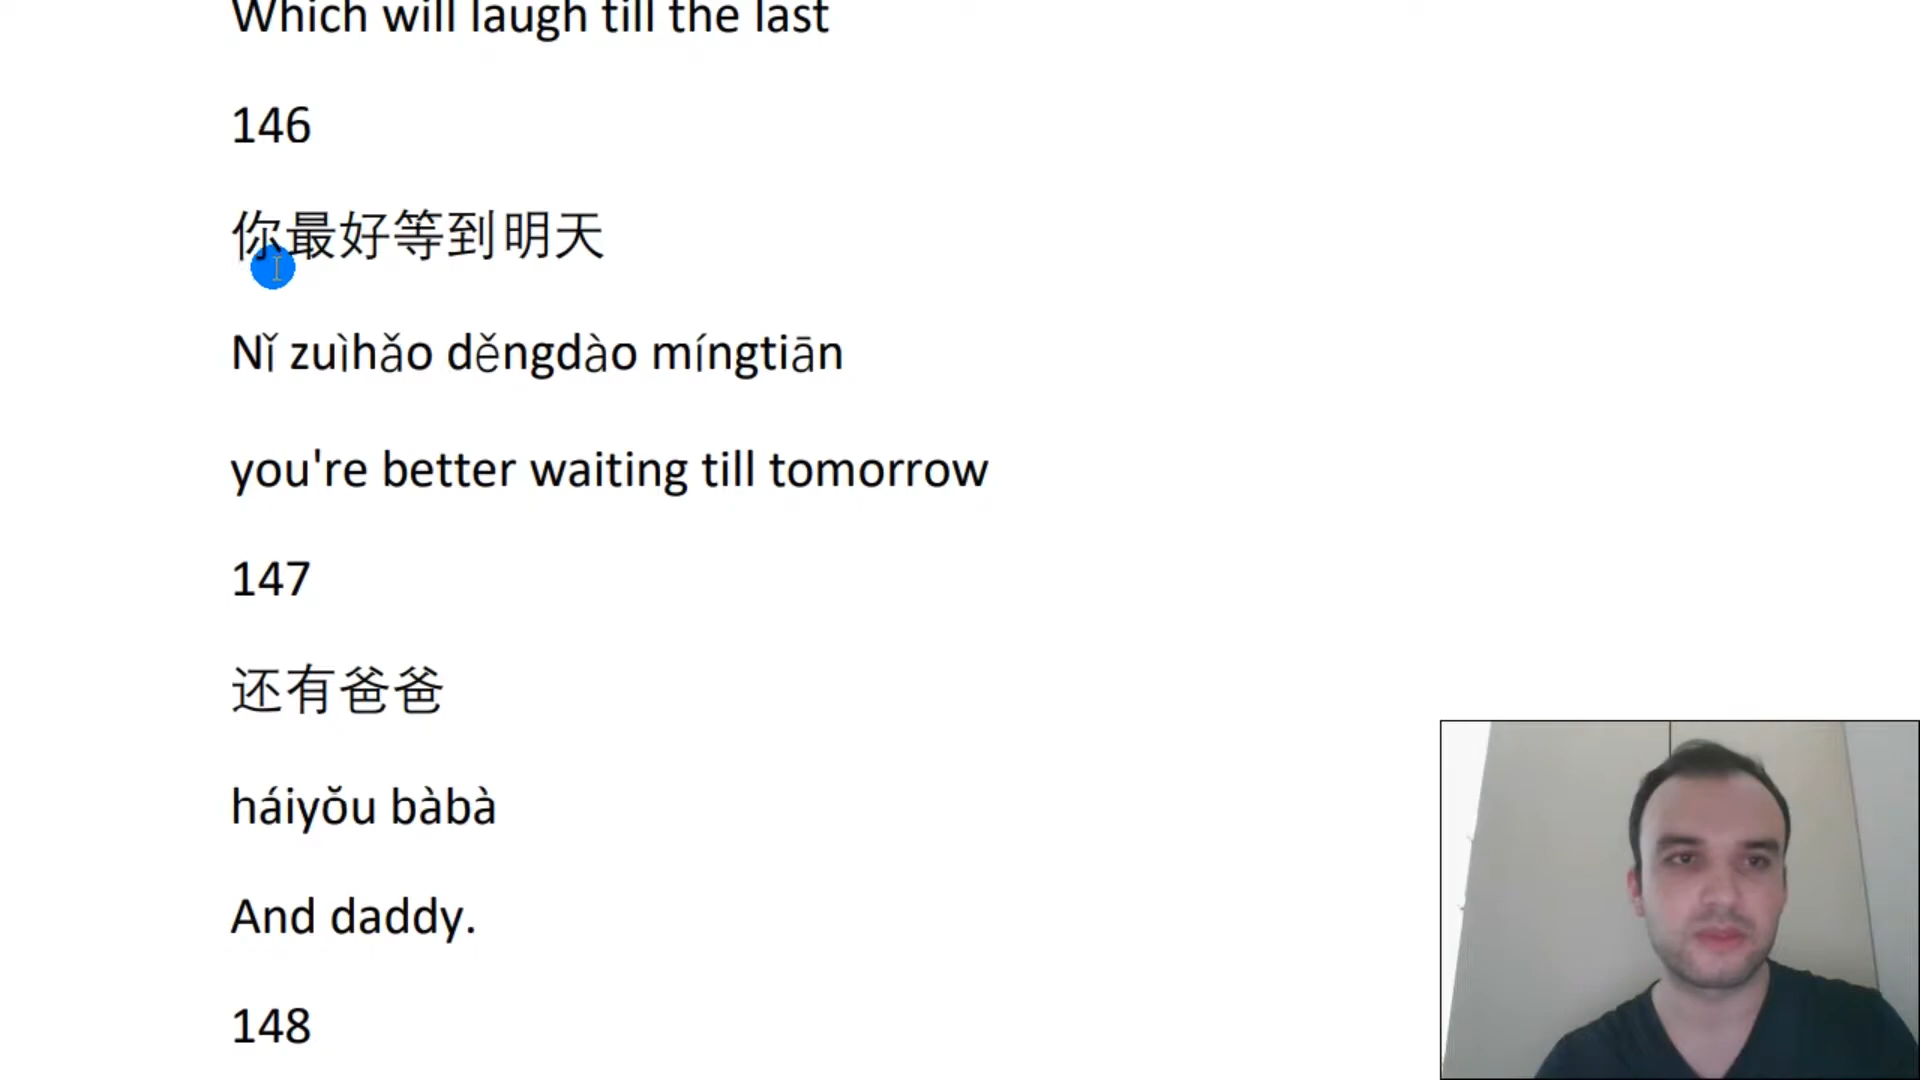 Which will laugh till the last
146
你最好等到明天
Nǐ zuìhǎo děngdào míngtiān
you're better waiting till tomorrow
147
还有爸爸
háiyǒu bàbà
And daddy.
148